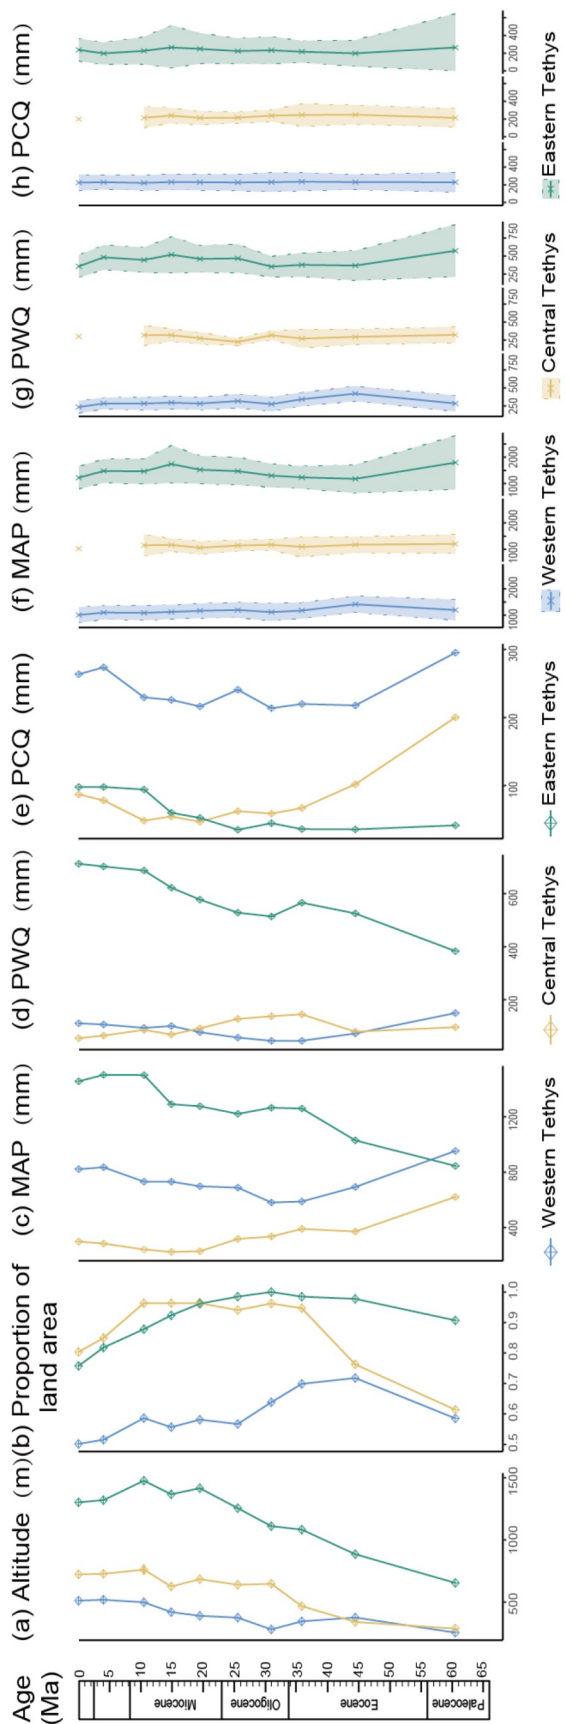 Age
(Ma)
(a) Altitude (m)
(b) Proportion of
land area
(c) MAP (mm)
(d) PWQ (mm)
(e) PCQ (mm)
(f) MAP (mm)
(g) PWQ (mm)
(h) PCQ (mm)
0
5
10
15
20
25
30
35
40
45
50
55
60
65
Miocene
Oligocene
Eocene
Paleocene
500 1000 1500
0.5 0.6 0.7 0.8 0.9 1.0
400 800 1200
200 400 600
100 200 300
1000 2000 1000 2000 1000 2000
250 500 750 250 500 750 250 500 750
0 200 400 0 200 400 0 200 400
Western Tethys Central Tethys Eastern Tethys
Western Tethys Central Tethys Eastern Tethys